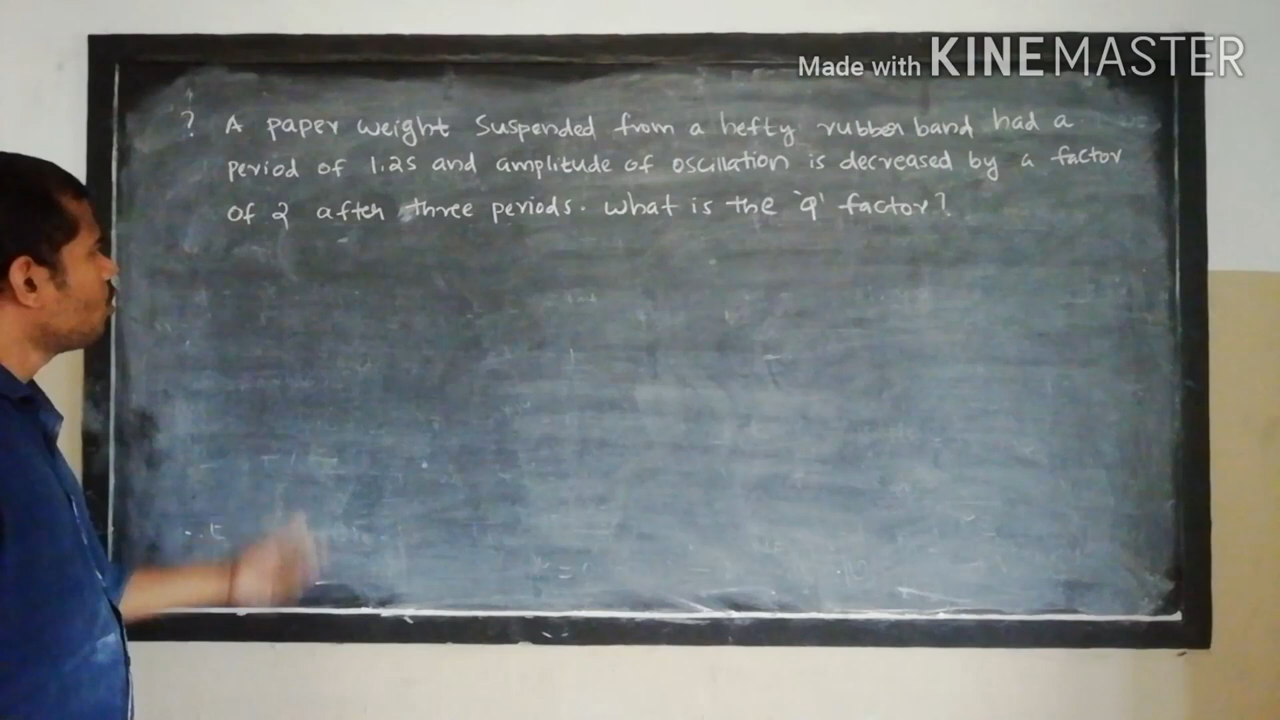 Made with KINEMASTER
? A paper weight suspended from a hefty rubber band had a
period of 1.2s and amplitude of oscillation is decreased by a factor
of 2 after three periods. What is the 'q' factor?